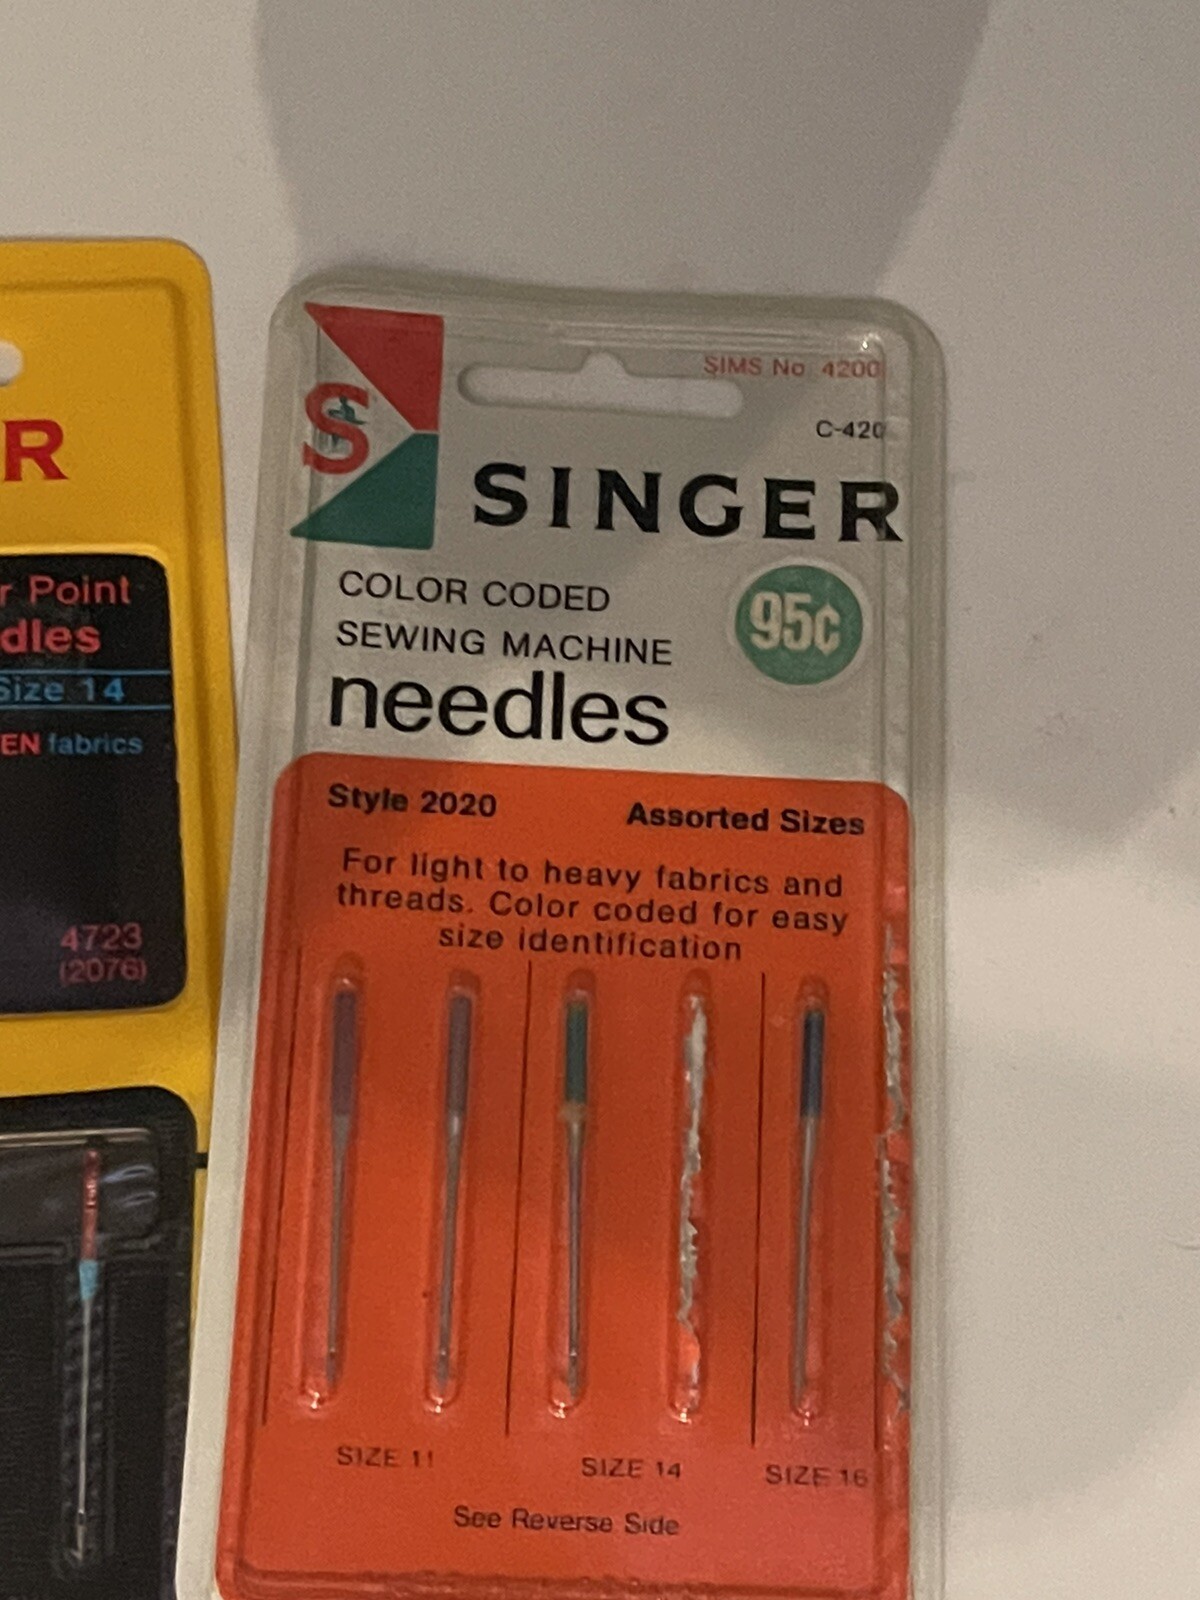 R
r Point
dles
Size 14
EN fabrics
4723
(2076)
S
SIMS No. 4200
C-420
SINGER
COLOR CODED
SEWING MACHINE
needles
95¢
Style 2020
Assorted Sizes
For light to heavy fabrics and
threads. Color coded for easy
size identification
SIZE 11
SIZE 14
SIZE 16
See Reverse Side